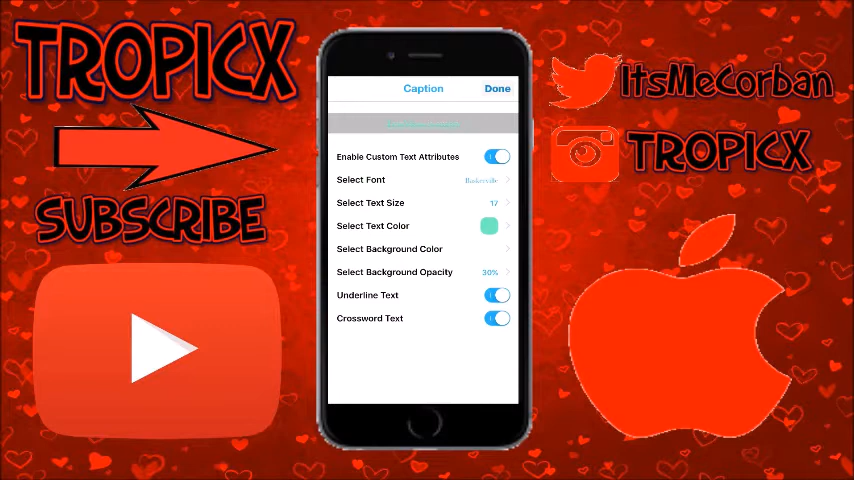 TROPICX
SUBSCRIBE
Caption
Done
Enable Custom Text Attributes
Select Font
Baskerville
Select Text Size
17
Select Text Color
Select Background Color
Select Background Opacity
30%
Underline Text
Crossword Text
ItsMeCorban
TROPICX